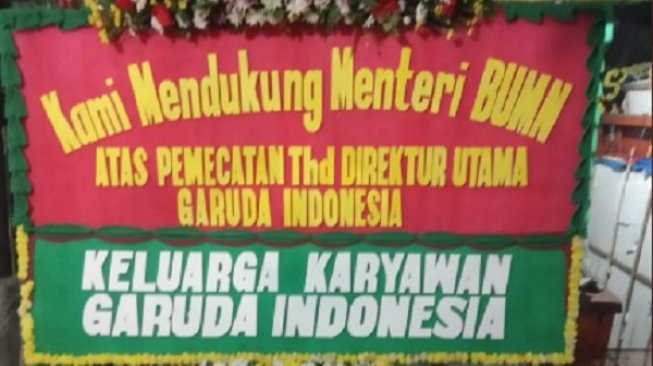 Kami Mendukung Menteri BUMN
ATAS PEMECATAN Thd DIREKTUR UTAMA
GARUDA INDONESIA
KELUARGA KARYAWAN
GARUDA INDONESIA